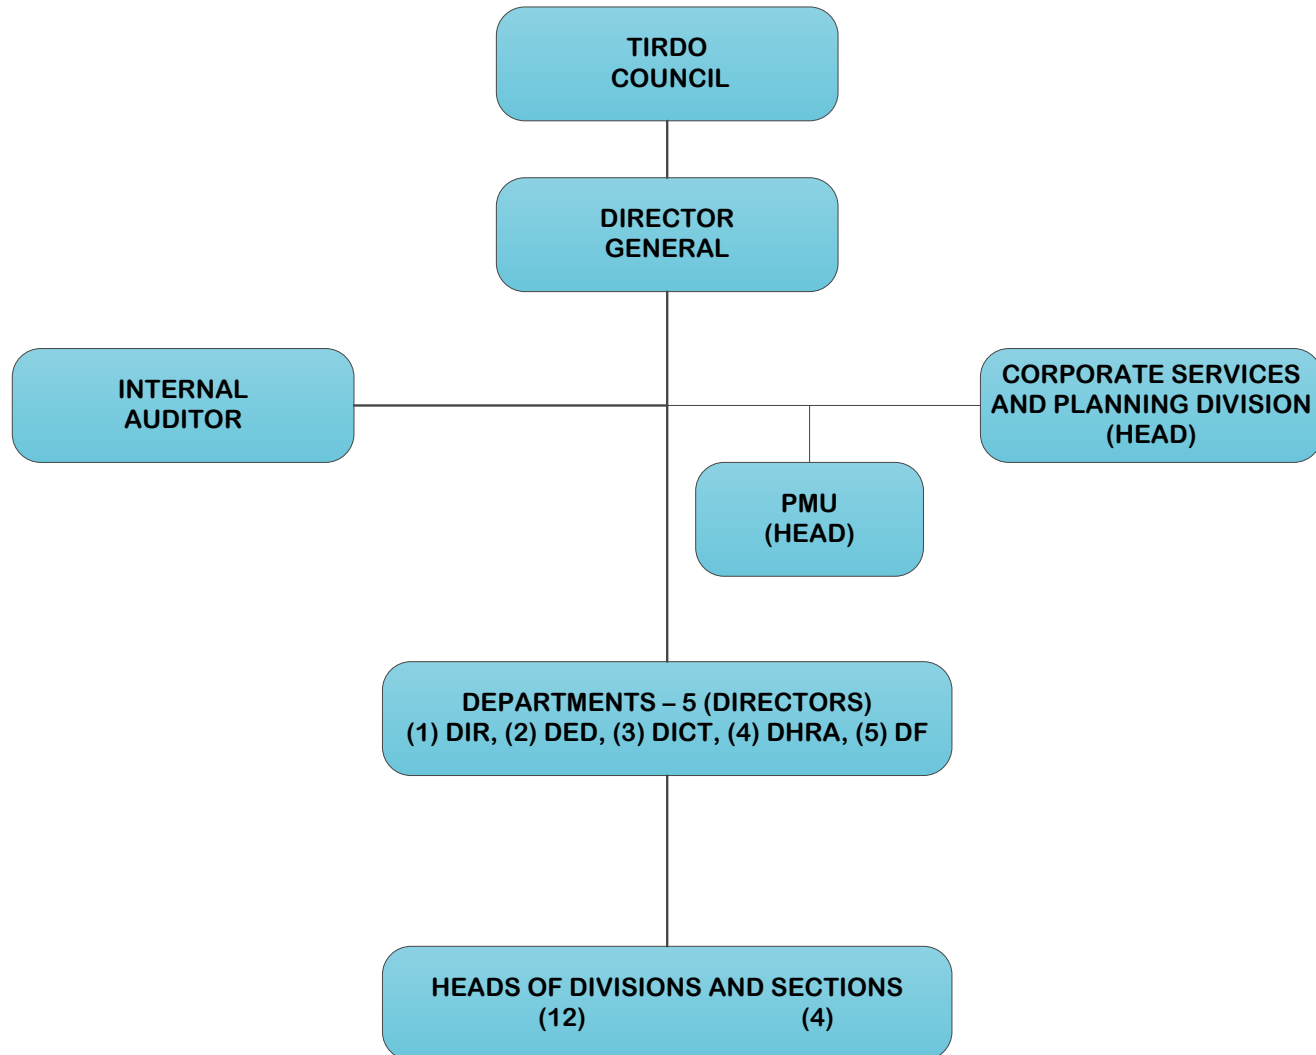 TIRDO
COUNCIL
DIRECTOR
GENERAL
INTERNAL
AUDITOR
CORPORATE SERVICES
AND PLANNING DIVISION
(HEAD)
PMU
(HEAD)
DEPARTMENTS – 5 (DIRECTORS)
(1) DIR, (2) DED, (3) DICT, (4) DHRA, (5) DF
HEADS OF DIVISIONS AND SECTIONS
(12) (4)